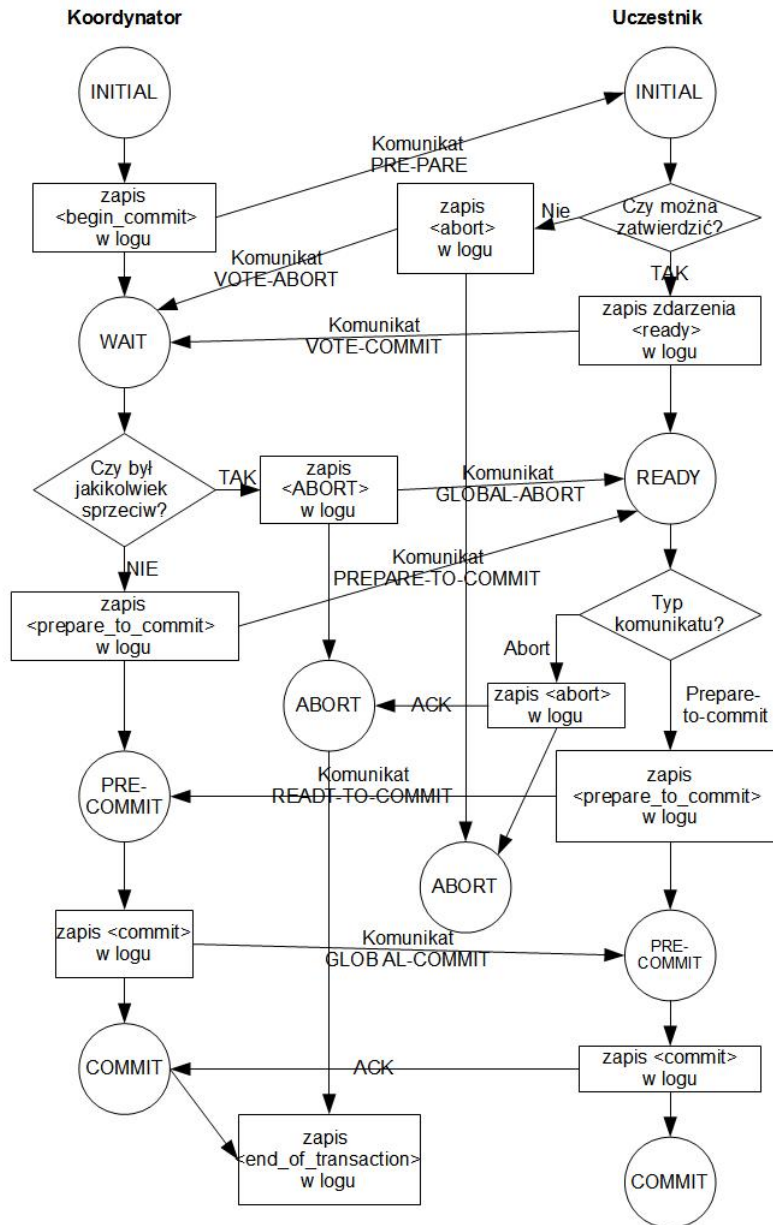 Koordynator
Uczestnik
INITIAL
INITIAL
Komunikat
PRE-PARE
zapis
<begin_commit>
w logu
zapis
<abort>
w logu
Nie
Czy można
zatwierdzić?
Komunikat
VOTE-ABORT
TAK
WAIT
Komunikat
VOTE-COMMIT
zapis zdarzenia
<ready>
w logu
Czy był
jakikolwiek
sprzeciw?
TAK
zapis
<ABORT>
w logu
Komunikat
GLOBAL-ABORT
READY
NIE
Komunikat
PREPARE-TO-COMMIT
zapis
<prepare_to_commit>
w logu
Typ
komunikatu?
Abort
ABORT
ACK
zapis <abort>
w logu
Prepare-
to-commit
PRE-
COMMIT
Komunikat
READT-TO-COMMIT
zapis
<prepare_to_commit>
w logu
ABORT
zapis <commit>
w logu
Komunikat
GLOB AL-COMMIT
PRE-
COMMIT
COMMIT
ACK
zapis <commit>
w logu
zapis
<end_of_transaction>
w logu
COMMIT